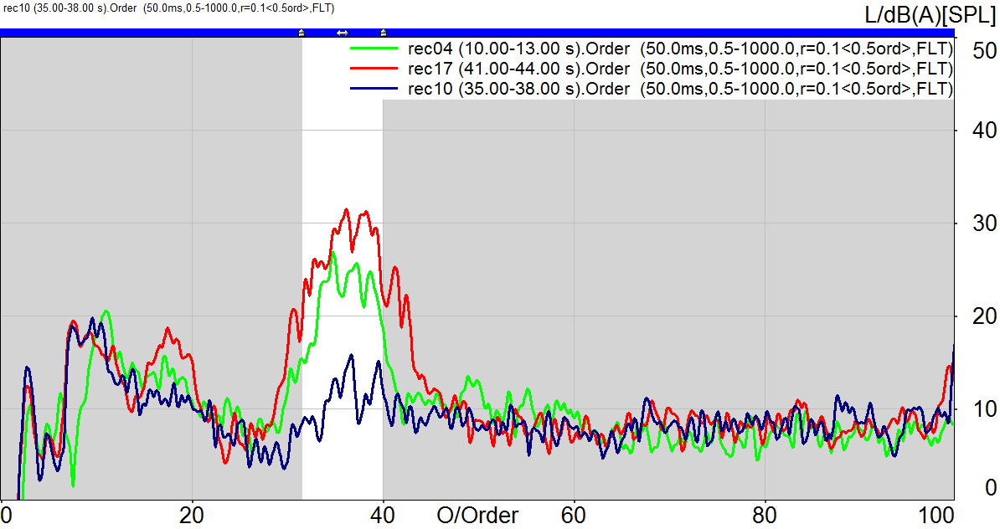 rec10 (35.00-38.00 s).Order  (50.0ms,0.5-1000.0,r=0.1<0.5ord>,FLT)
L/dB(A)[SPL]
rec04 (10.00-13.00 s).Order  (50.0ms,0.5-1000.0,r=0.1<0.5ord>,FLT)
rec17 (41.00-44.00 s).Order  (50.0ms,0.5-1000.0,r=0.1<0.5ord>,FLT)
rec10 (35.00-38.00 s).Order  (50.0ms,0.5-1000.0,r=0.1<0.5ord>,FLT)
50
40
30
20
10
0
0 20 40 O/Order 60 80 100